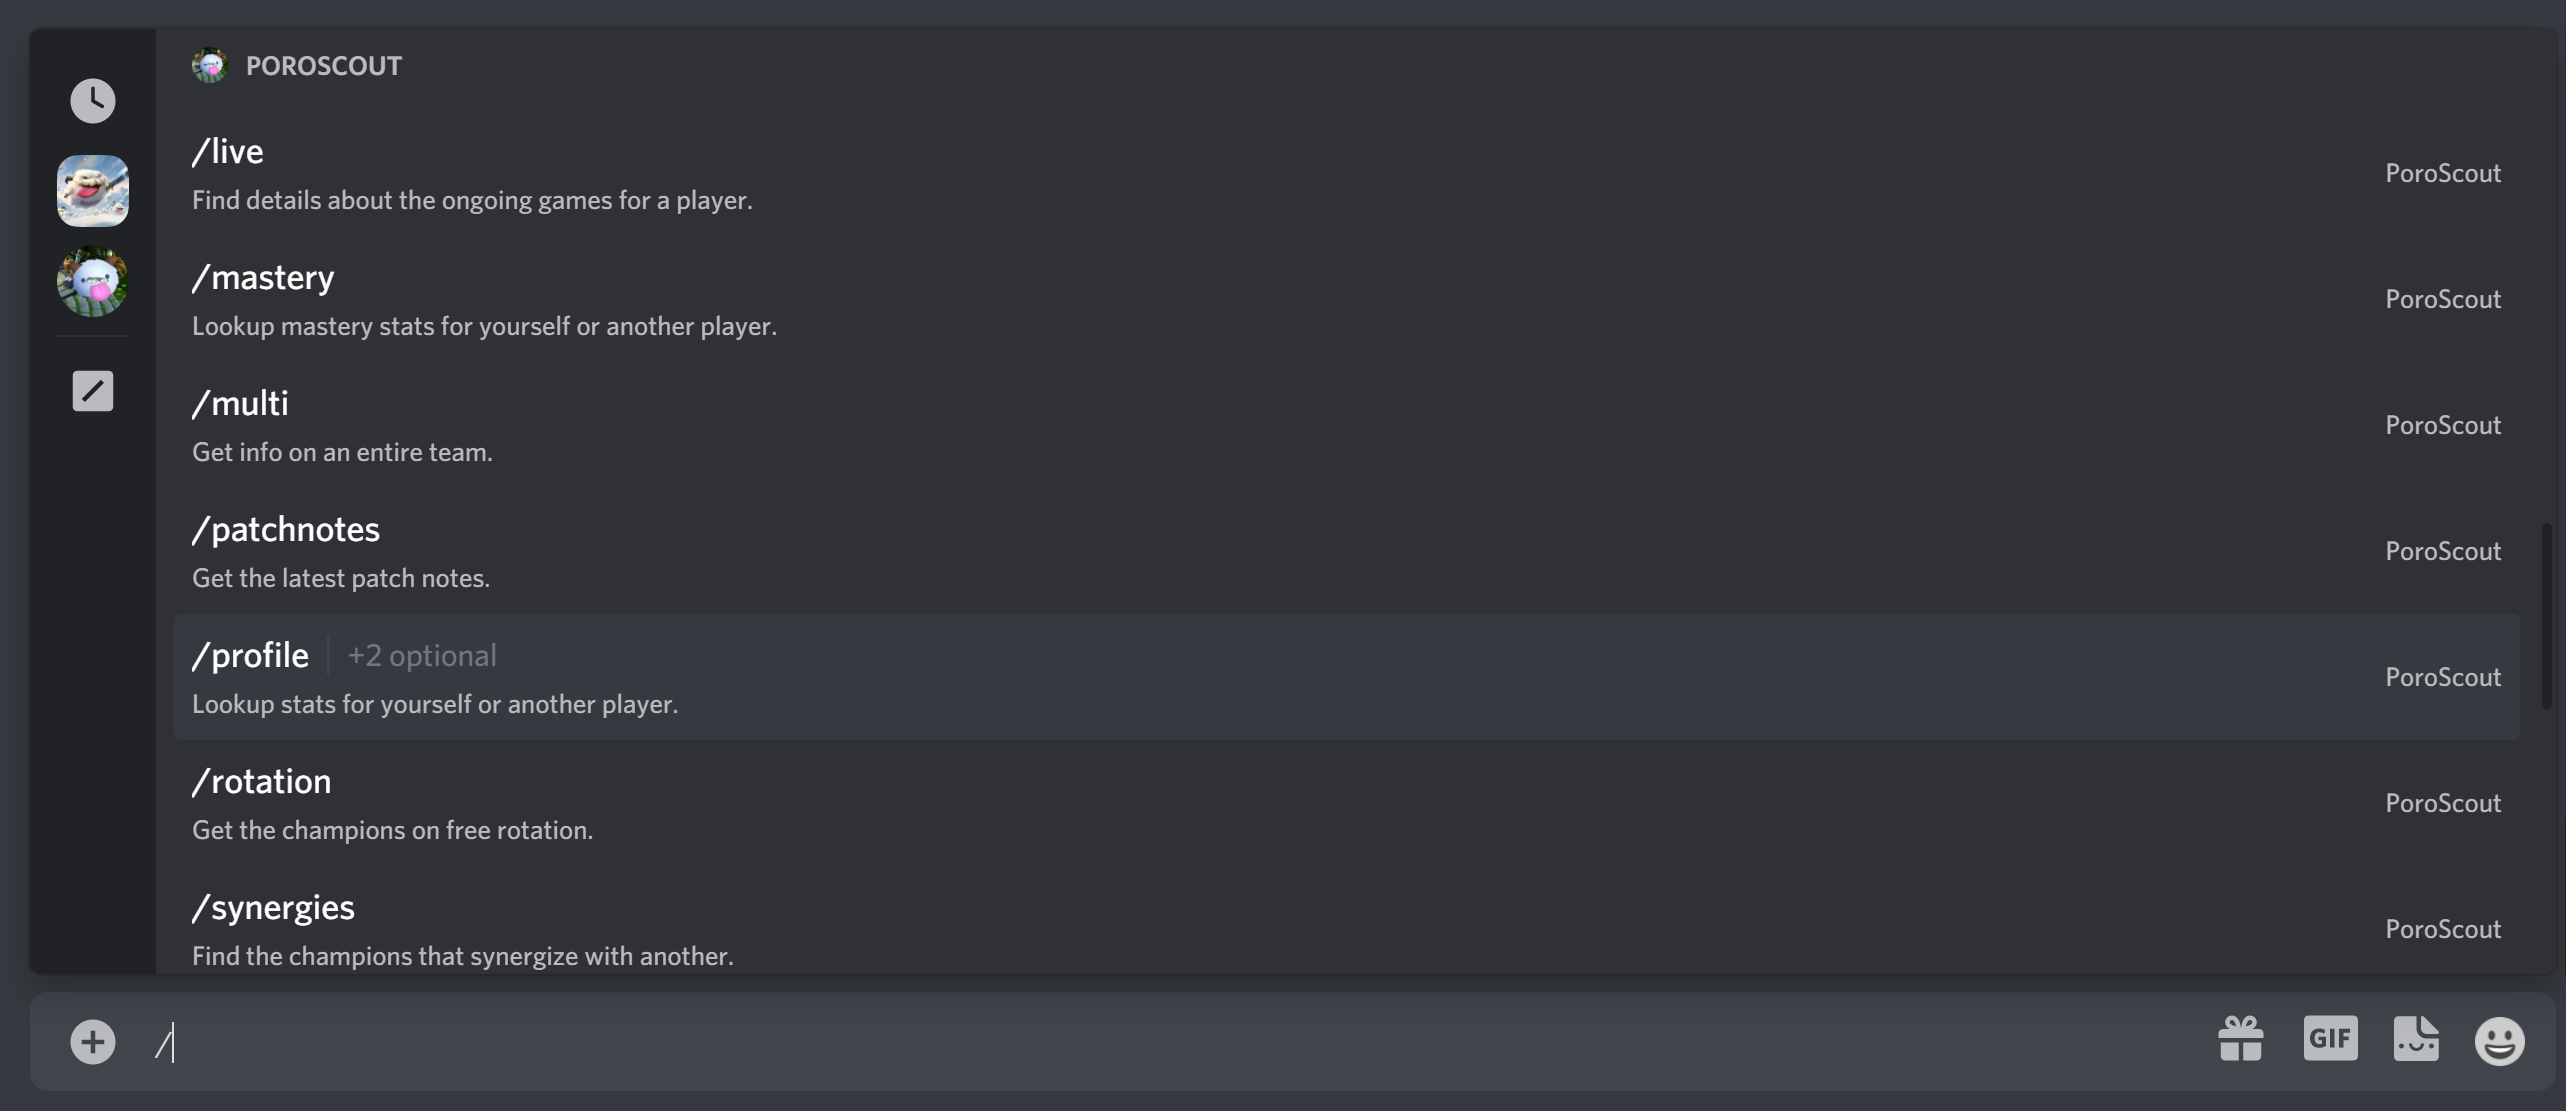 POROSCOUT
/live
Find details about the ongoing games for a player.
PoroScout
/mastery
Lookup mastery stats for yourself or another player.
PoroScout
/multi
Get info on an entire team.
PoroScout
/patchnotes
Get the latest patch notes.
PoroScout
/profile +2 optional
Lookup stats for yourself or another player.
PoroScout
/rotation
Get the champions on free rotation.
PoroScout
/synergies
Find the champions that synergize with another.
PoroScout
/
GIF